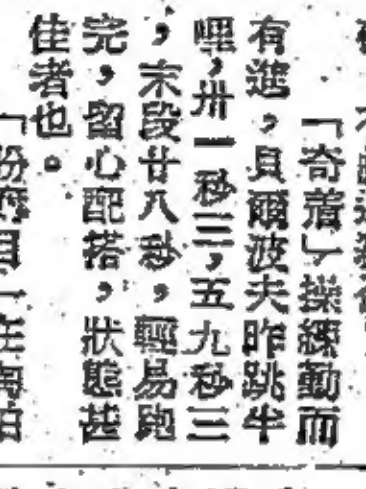 「奇着」操練勤而
有進，貝爾波夫昨跳半
哩，卅一秒三，五九秒三
，末段廿八秒，輕易跑
完，留心配搭，狀態甚
佳者也。